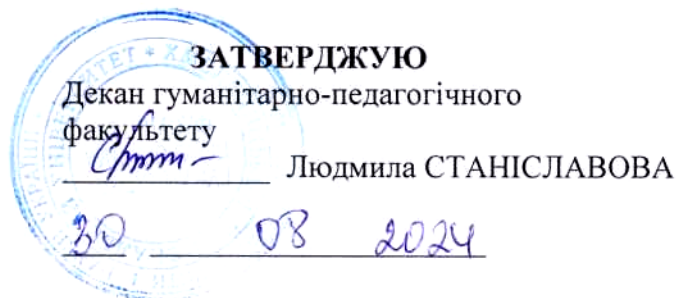 ЗАТВЕРДЖУЮ
Декан гуманітарно-педагогічного
факультету
Людмила СТАНІСЛАВОВА
30 08 2024